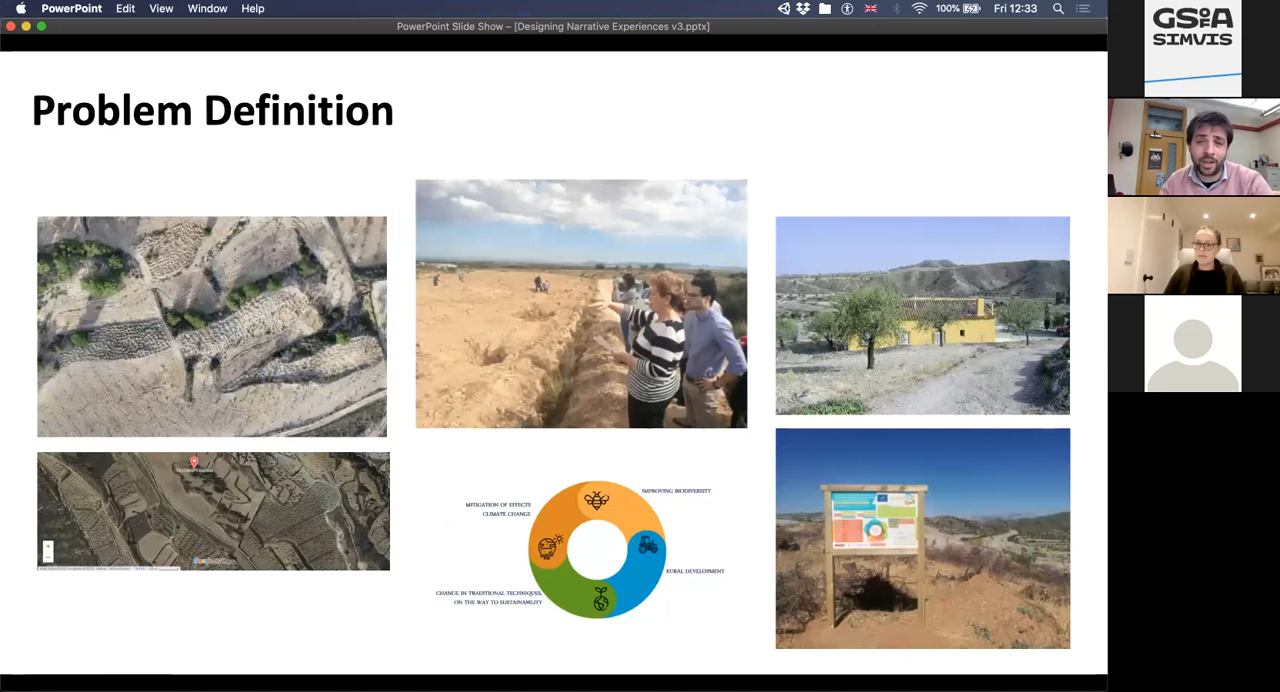 PowerPoint Edit View Window Help
100% Fri 12:33
PowerPoint Slide Show – [Designing Narrative Experiences v3.pptx]
GSofA
SIMVIS
Problem Definition
MITIGATION OF EFFECTS
CLIMATE CHANGE
IMPROVING BIODIVERSITY
RURAL DEVELOPMENT
CHANGE IN TRADITIONAL TECHNIQUES,
ON THE WAY TO SUSTAINABILITY